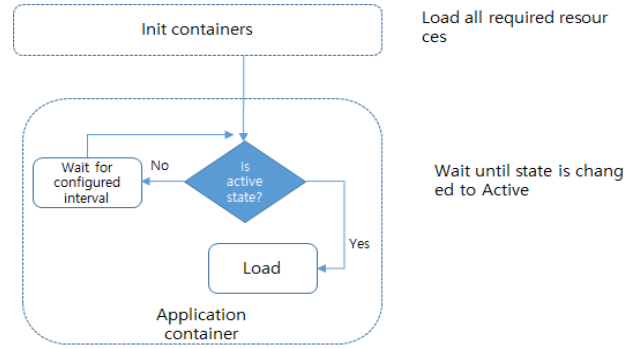 Init containers
Load all required resour
ces
Wait for
configured
interval
No
Is
active
state?
Wait until state is chang
ed to Active
Yes
Load
Application
container